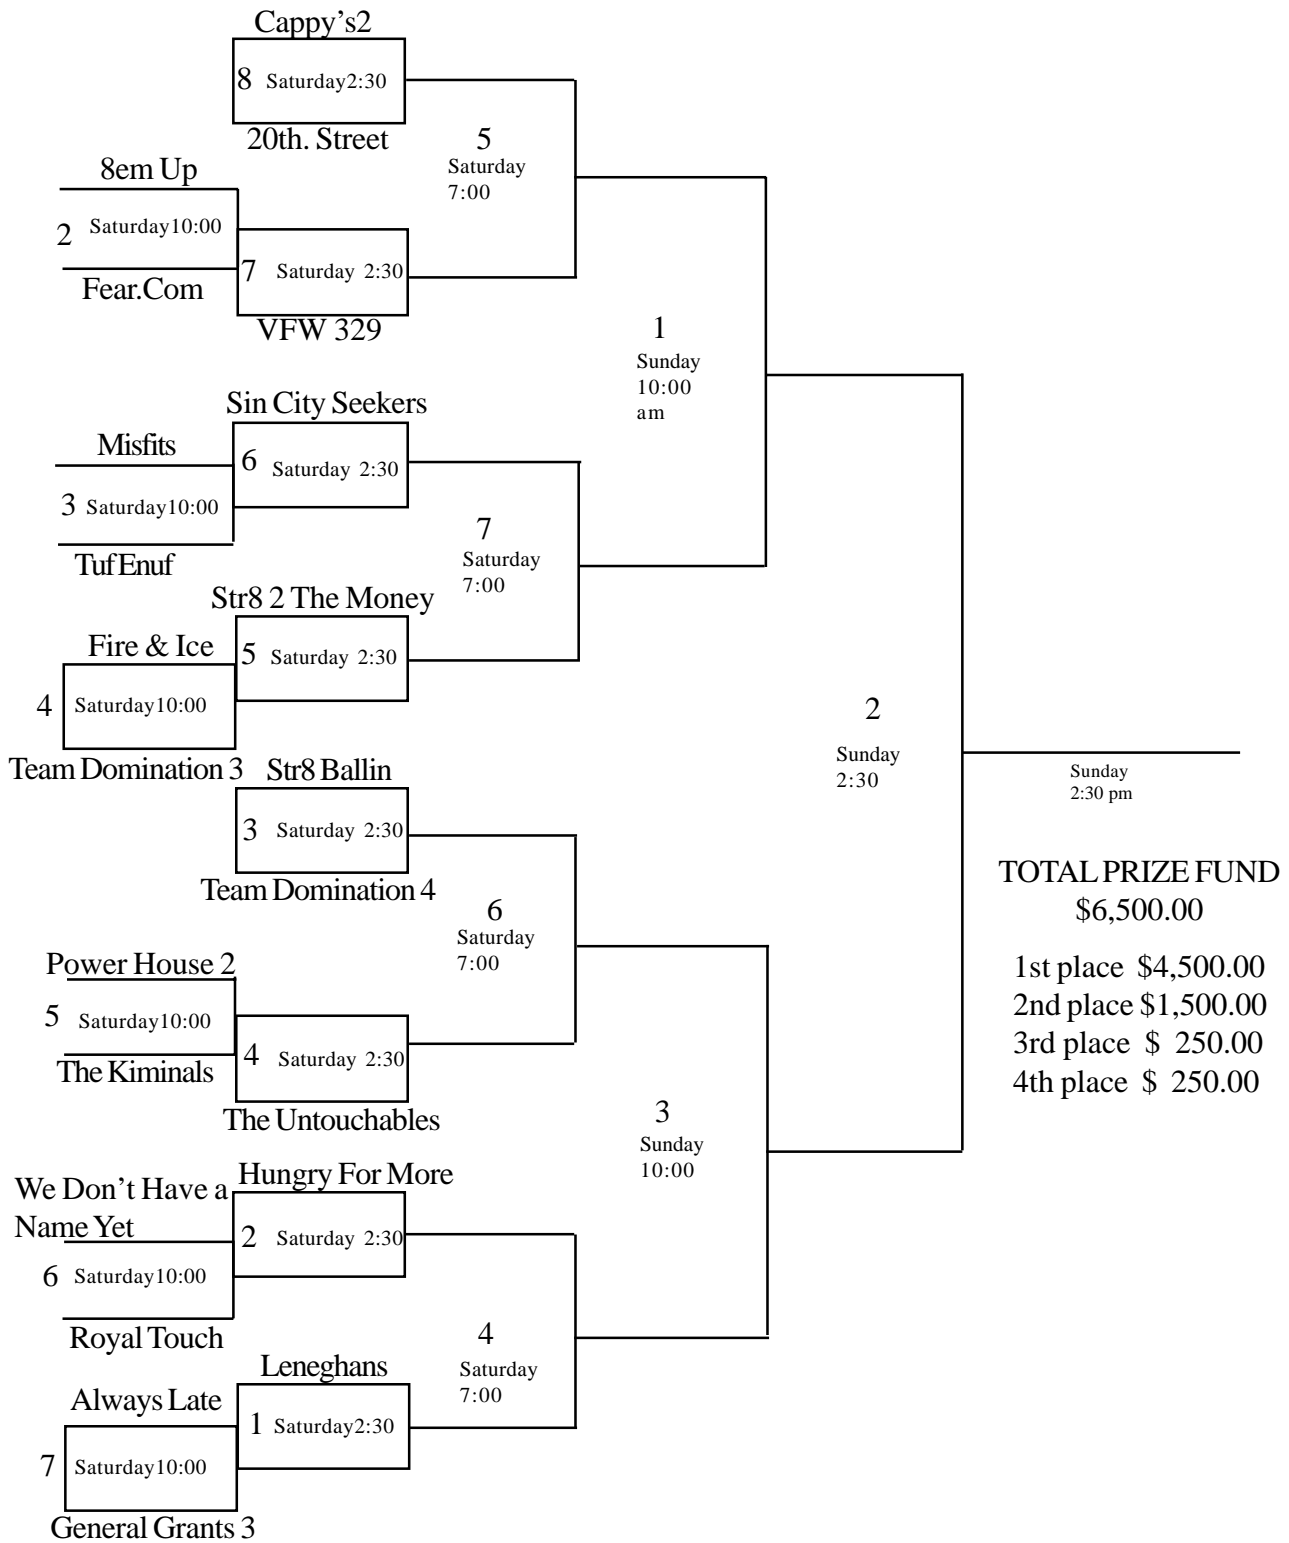 Cappy's2
8 Saturday2:30
20th. Street
5
Saturday
7:00
8em Up
2 Saturday10:00
Fear.Com
7 Saturday 2:30
VFW 329
1
Sunday
10:00
am
Sin City Seekers
Misfits
6 Saturday 2:30
3 Saturday10:00
Tuf Enuf
7
Saturday
7:00
Str8 2 The Money
Fire & Ice
5 Saturday 2:30
4 Saturday10:00
Team Domination 3
2
Sunday
2:30
Sunday
2:30 pm
Str8 Ballin
3 Saturday 2:30
Team Domination 4
6
Saturday
7:00
TOTAL PRIZE FUND
$6,500.00
1st place $4,500.00
2nd place $1,500.00
3rd place $ 250.00
4th place $ 250.00
Power House 2
5 Saturday10:00
The Kiminals
4 Saturday 2:30
The Untouchables
3
Sunday
10:00
Hungry For More
We Don't Have a
Name Yet
2 Saturday 2:30
6 Saturday10:00
Royal Touch
4
Saturday
7:00
Leneghans
Always Late
1 Saturday2:30
7 Saturday10:00
General Grants 3